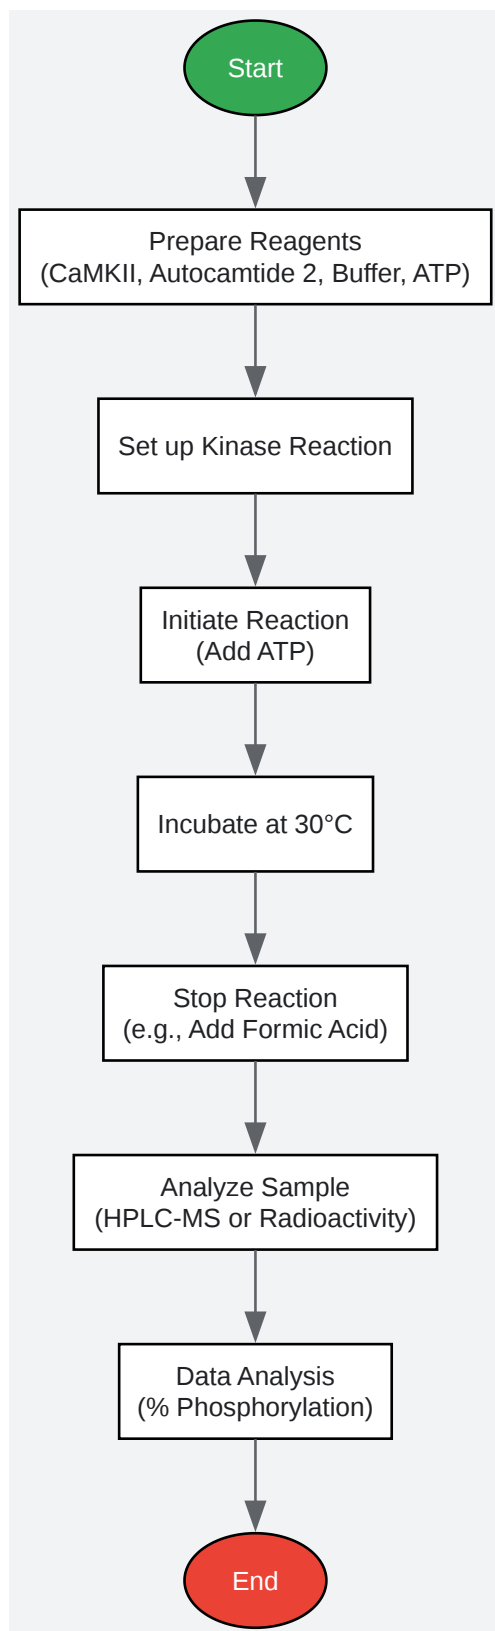 Start
Prepare Reagents
(CaMKII, Autocamtide 2, Buffer, ATP)
Set up Kinase Reaction
Initiate Reaction
(Add ATP)
Incubate at 30°C
Stop Reaction
(e.g., Add Formic Acid)
Analyze Sample
(HPLC-MS or Radioactivity)
Data Analysis
(% Phosphorylation)
End